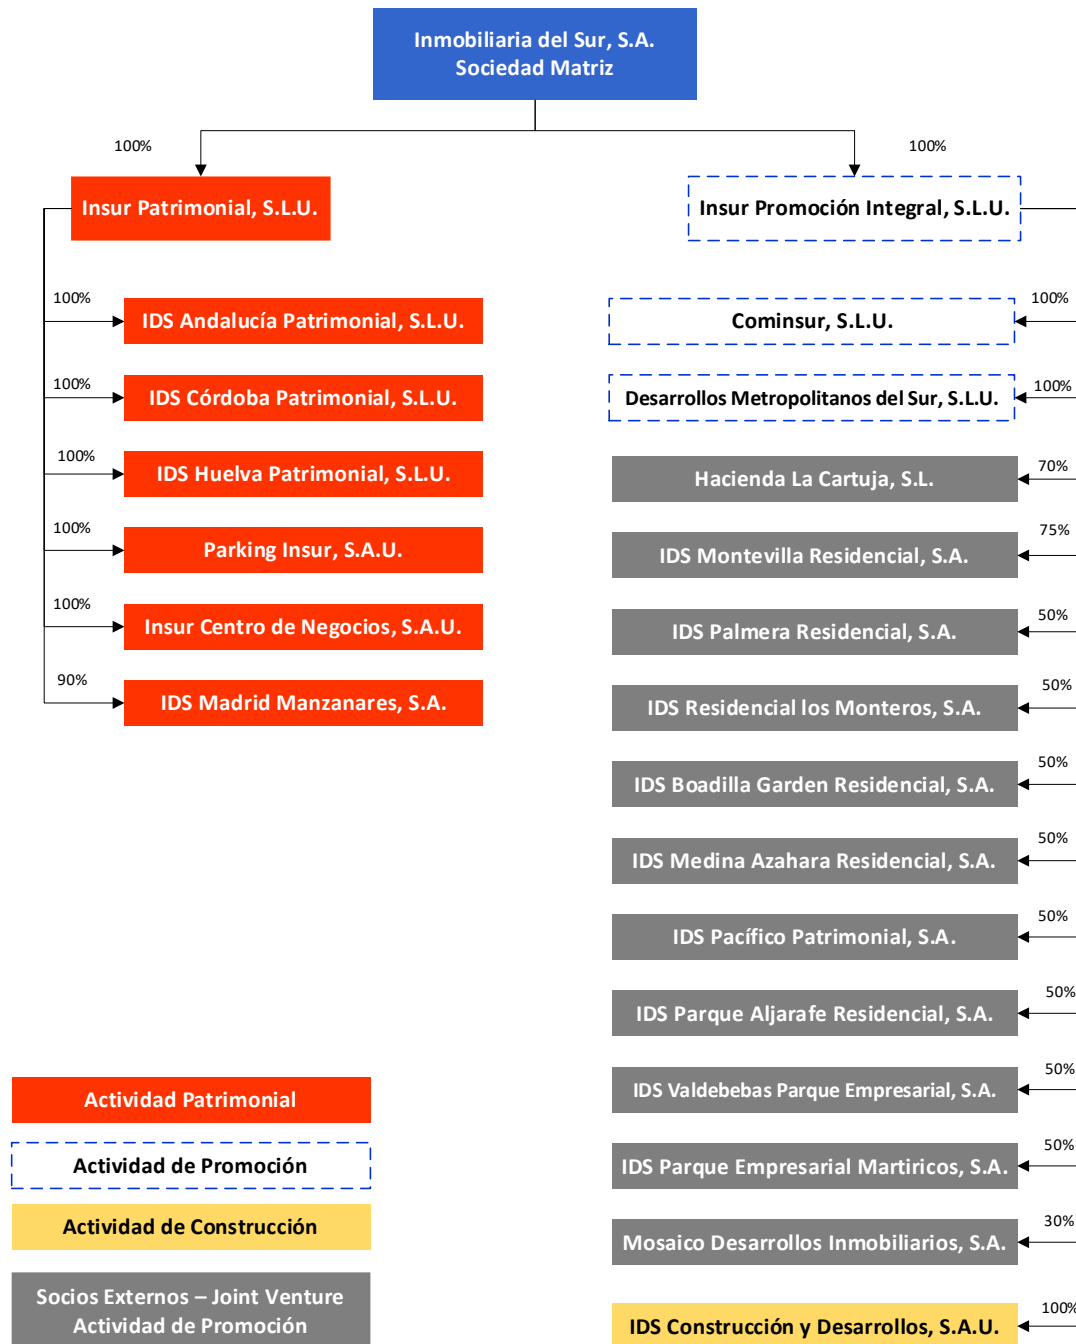 Inmobiliaria del Sur, S.A.
Sociedad Matriz
100%
100%
Insur Patrimonial, S.L.U.
Insur Promoción Integral, S.L.U.
100%
IDS Andalucía Patrimonial, S.L.U.
100%
IDS Córdoba Patrimonial, S.L.U.
100%
IDS Huelva Patrimonial, S.L.U.
100%
Parking Insur, S.A.U.
100%
Insur Centro de Negocios, S.A.U.
90%
IDS Madrid Manzanares, S.A.
100%
Cominsur, S.L.U.
100%
Desarrollos Metropolitanos del Sur, S.L.U.
70%
Hacienda La Cartuja, S.L.
75%
IDS Montevilla Residencial, S.A.
50%
IDS Palmera Residencial, S.A.
50%
IDS Residencial los Monteros, S.A.
50%
IDS Boadilla Garden Residencial, S.A.
50%
IDS Medina Azahara Residencial, S.A.
50%
IDS Pacífico Patrimonial, S.A.
50%
IDS Parque Aljarafe Residencial, S.A.
50%
IDS Valdebebas Parque Empresarial, S.A.
50%
IDS Parque Empresarial Martiricos, S.A.
30%
Mosaico Desarrollos Inmobiliarios, S.A.
100%
IDS Construcción y Desarrollos, S.A.U.
Actividad Patrimonial
Actividad de Promoción
Actividad de Construcción
Socios Externos – Joint Venture
Actividad de Promoción